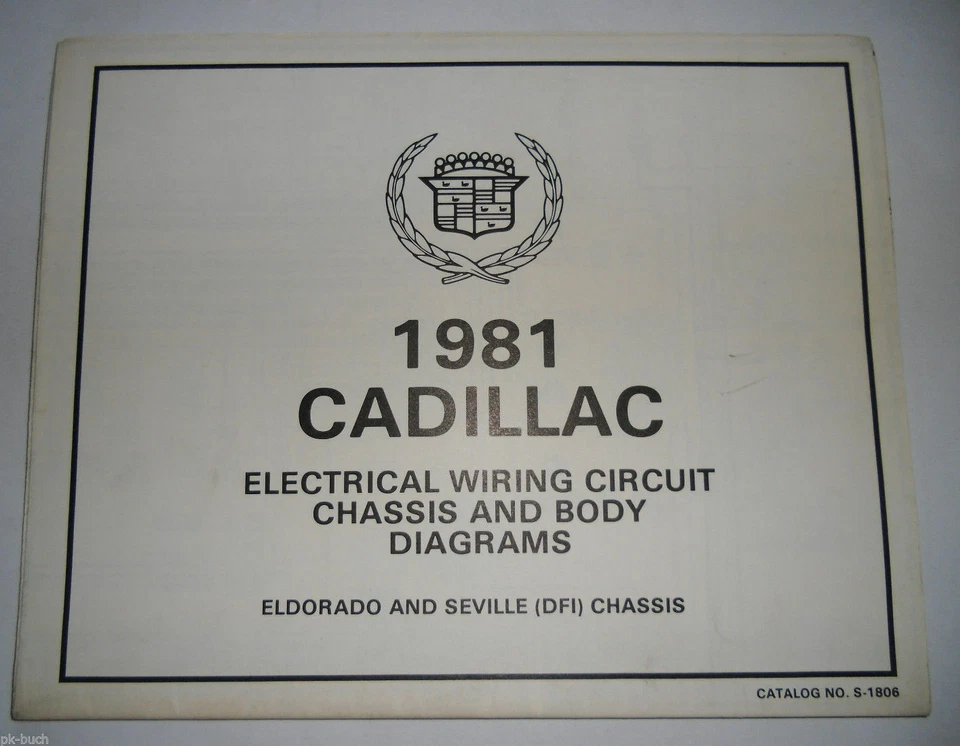 1981
CADILLAC
ELECTRICAL WIRING CIRCUIT
CHASSIS AND BODY
DIAGRAMS
ELDORADO AND SEVILLE (DFI) CHASSIS
CATALOG NO. S-1806
pk-buch